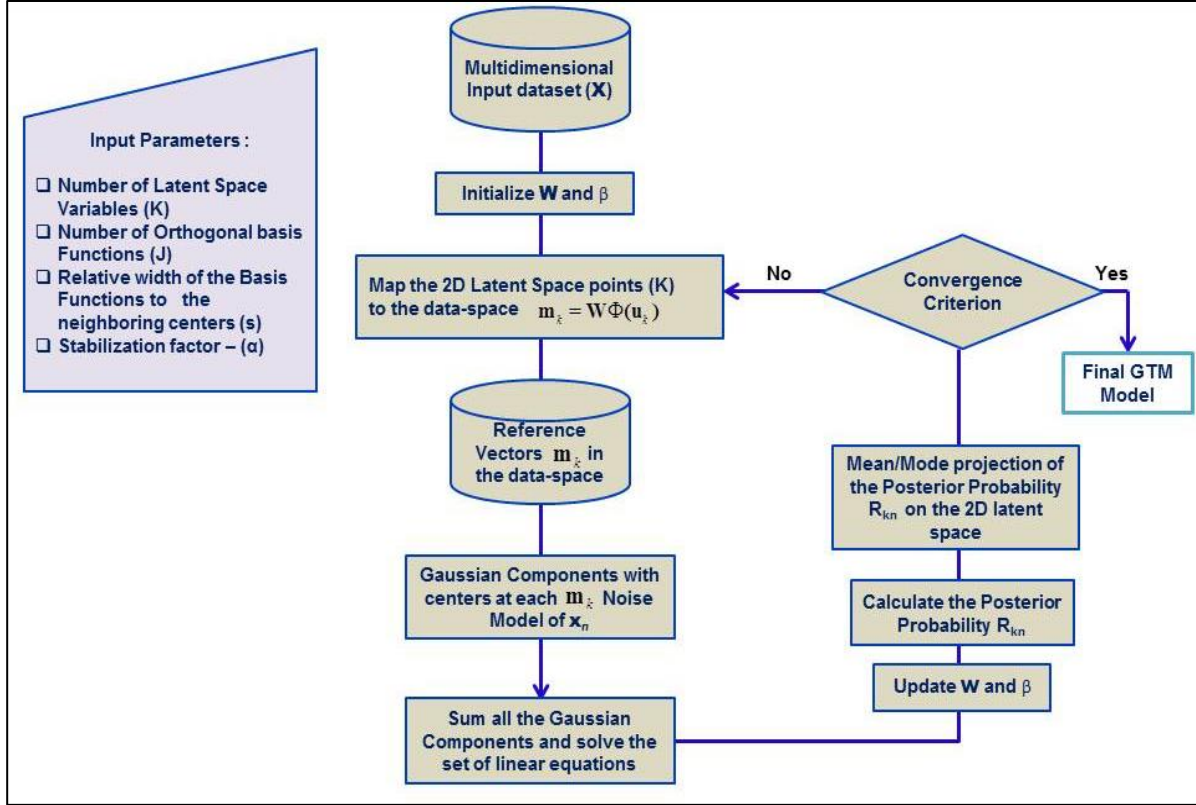 Multidimensional
Input dataset (X)
Input Parameters :
❑ Number of Latent Space
Variables (K)
❑ Number of Orthogonal basis
Functions (J)
❑ Relative width of the Basis
Functions to the
neighboring centers (s)
❑ Stabilization factor – (α)
Initialize W and β
Map the 2D Latent Space points (K)
to the data-space m_k = WΦ(u_k)
No
Convergence
Criterion
Yes
Final GTM
Model
Reference
Vectors m_k in
the data-space
Mean/Mode projection of
the Posterior Probability
R_kn on the 2D latent
space
Gaussian Components with
centers at each m_k Noise
Model of x_n
Calculate the Posterior
Probability R_kn
Update W and β
Sum all the Gaussian
Components and solve the
set of linear equations